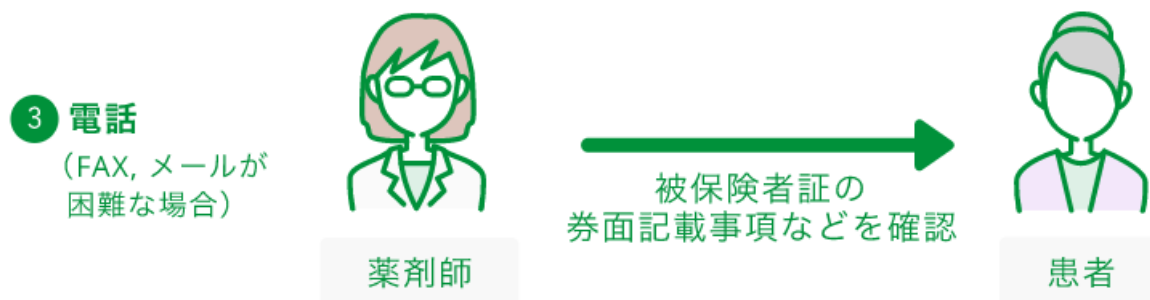 3 電話
（FAX, メールが
困難な場合）
被保険者証の
券面記載事項などを確認
薬剤師
患者